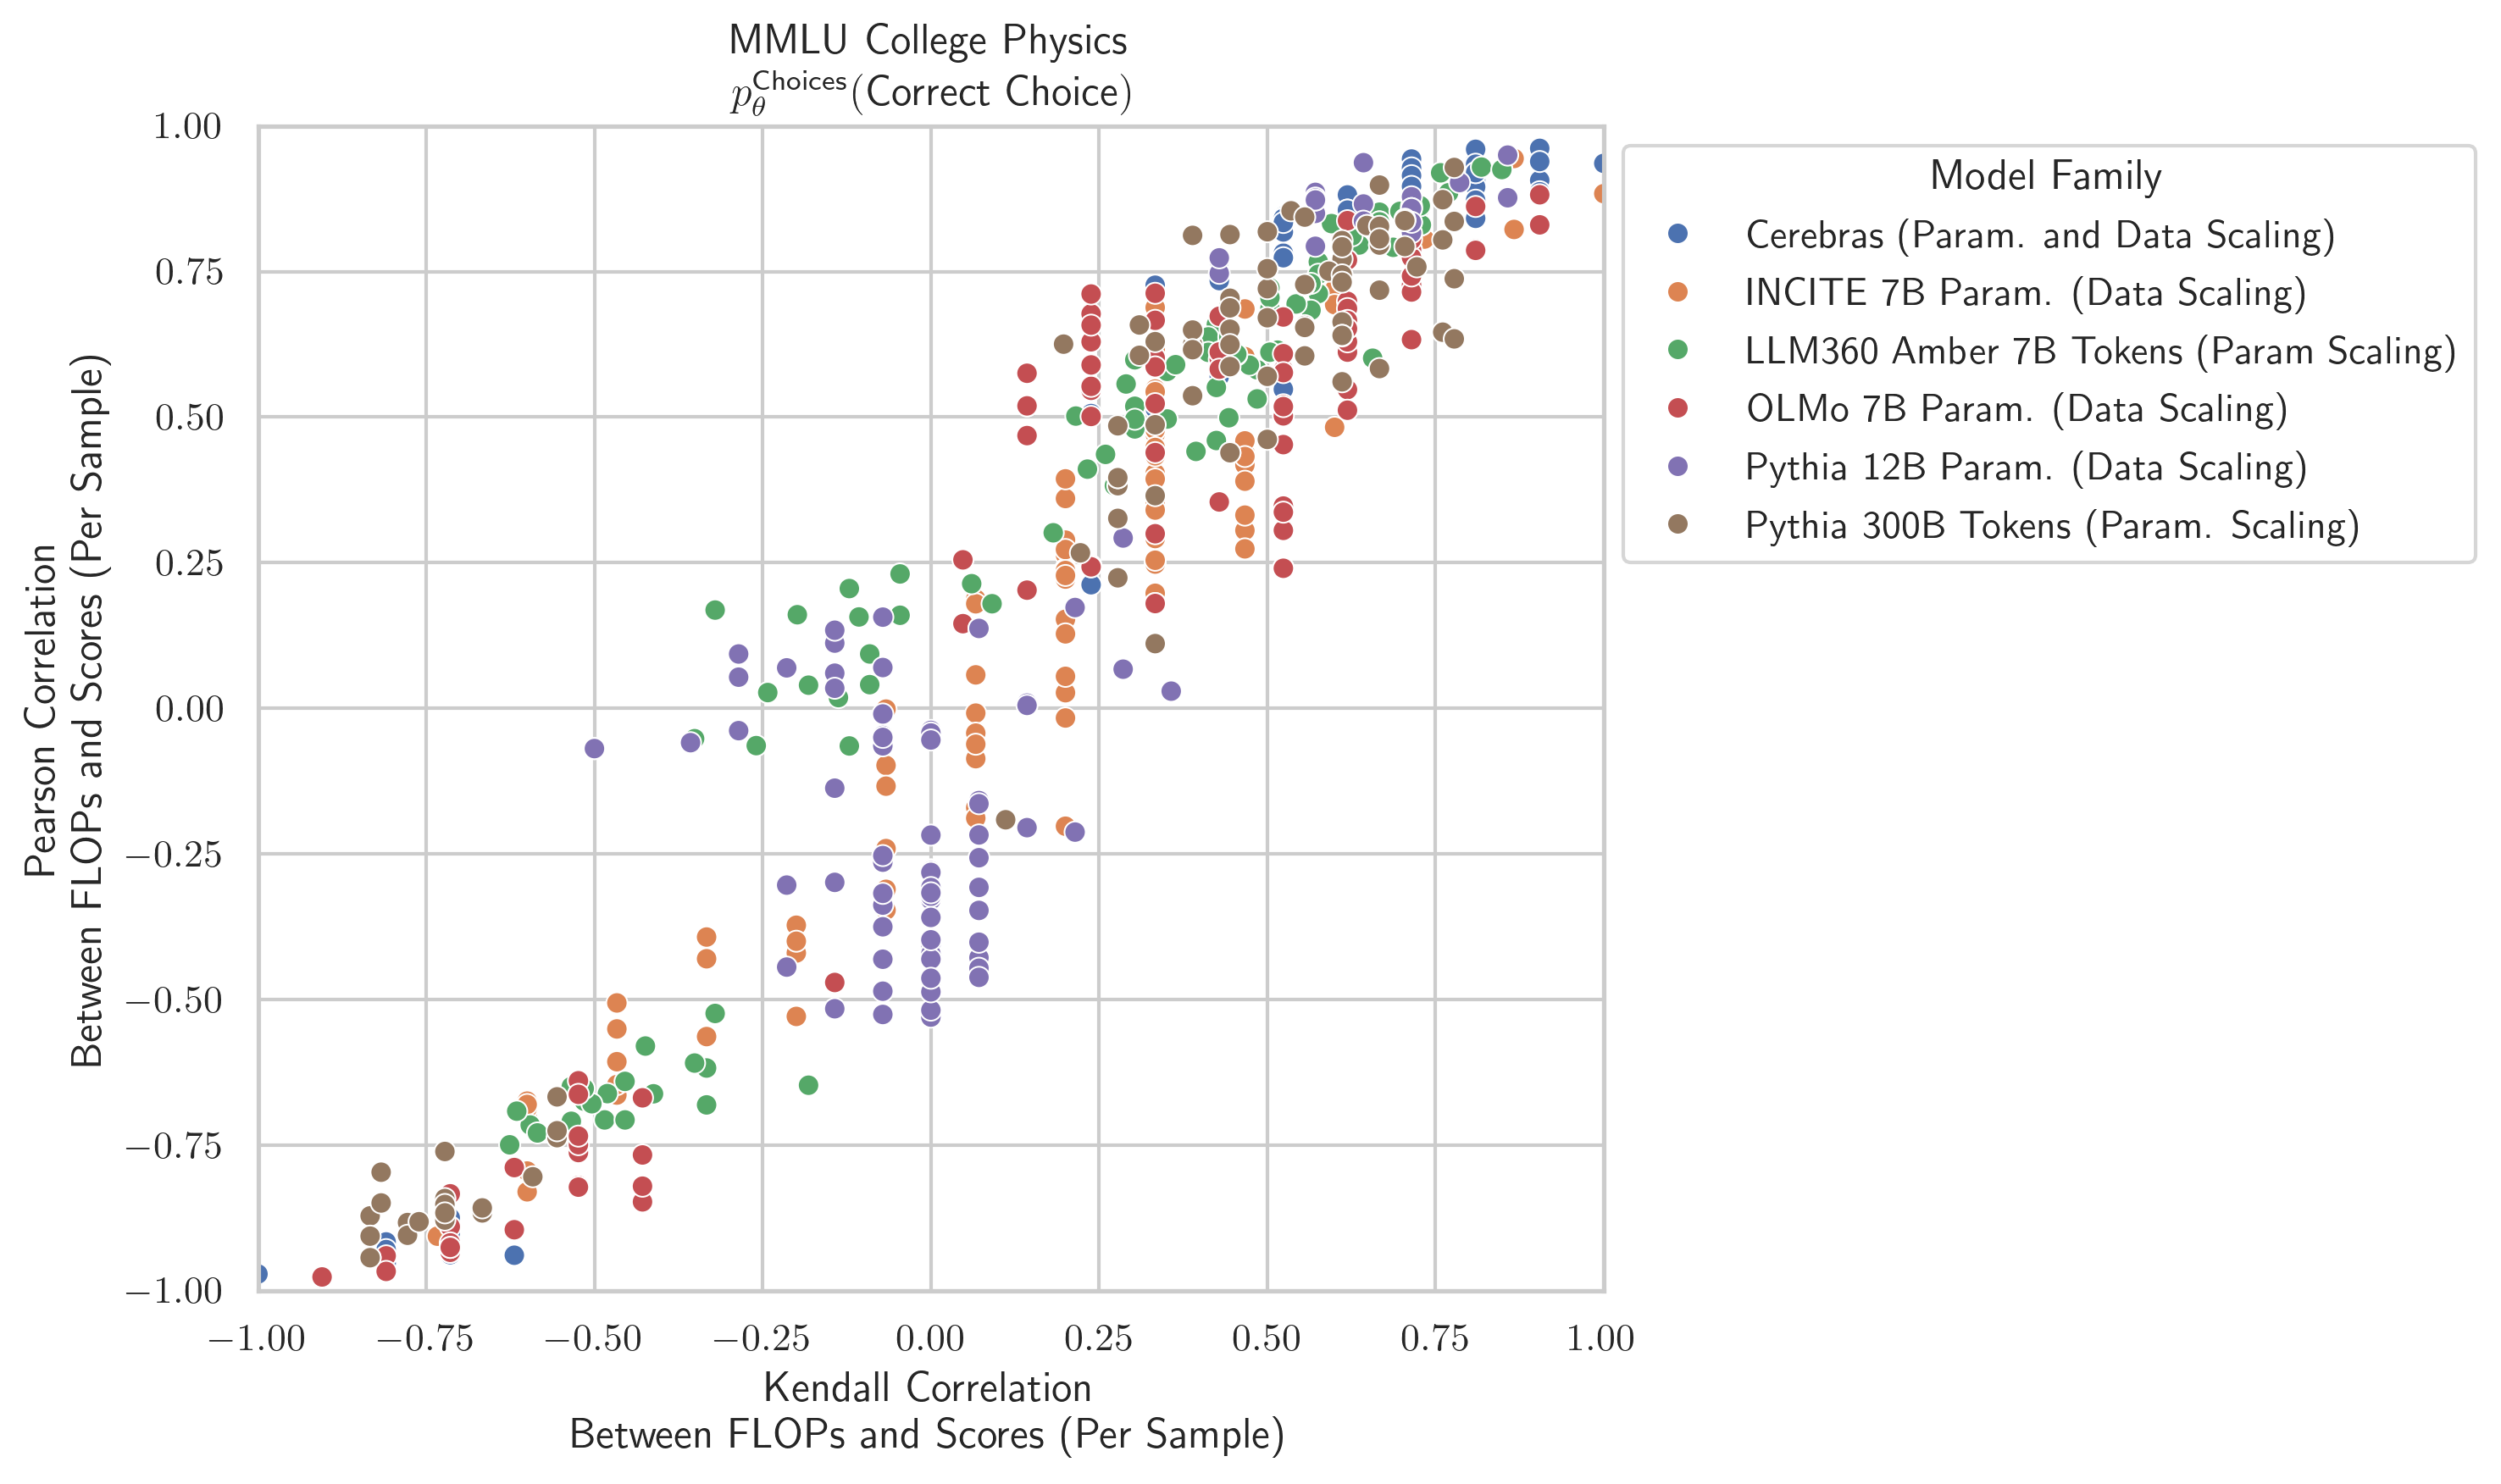 MMLU College Physics
p_θ^Choices(Correct Choice)
1.00
0.75
0.50
0.25
0.00
−0.25
−0.50
−0.75
−1.00
Pearson Correlation
Between FLOPs and Scores (Per Sample)
−1.00 −0.75 −0.50 −0.25 0.00 0.25 0.50 0.75 1.00
Kendall Correlation
Between FLOPs and Scores (Per Sample)
Model Family
Cerebras (Param. and Data Scaling)
INCITE 7B Param. (Data Scaling)
LLM360 Amber 7B Tokens (Param Scaling)
OLMo 7B Param. (Data Scaling)
Pythia 12B Param. (Data Scaling)
Pythia 300B Tokens (Param. Scaling)